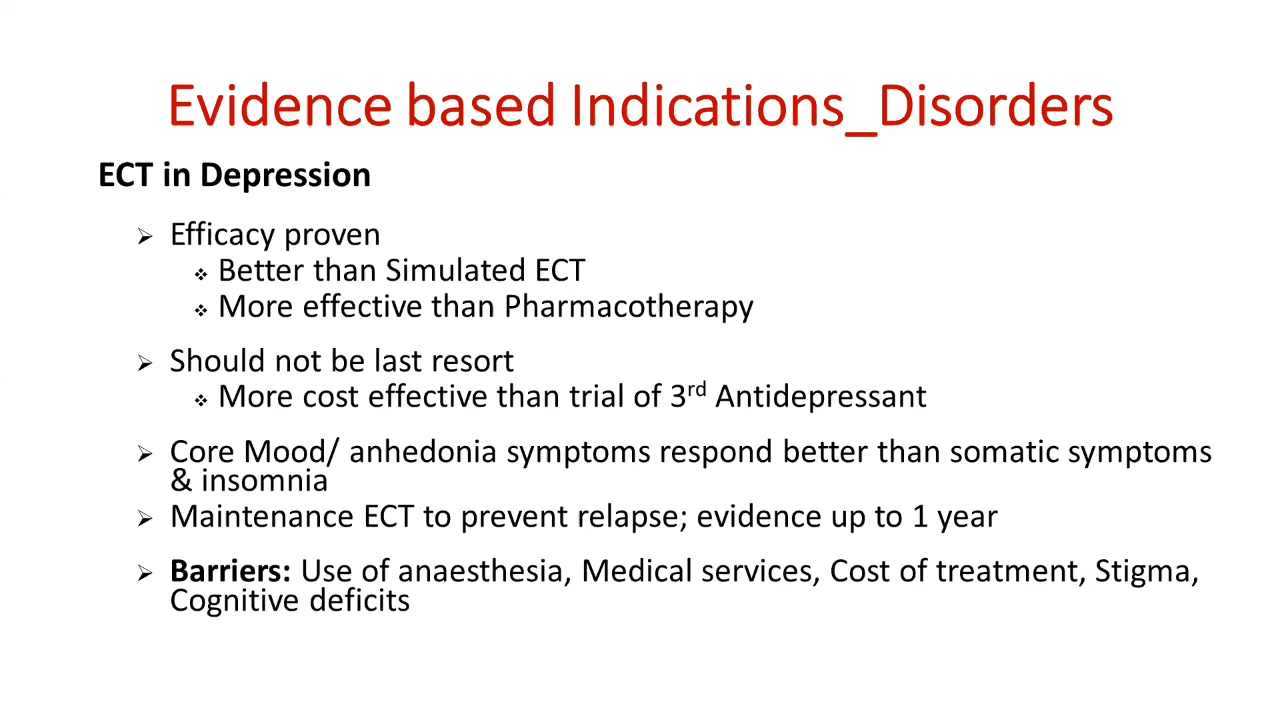 Evidence based Indications_Disorders
ECT in Depression
➢ Efficacy proven
❖ Better than Simulated ECT
❖ More effective than Pharmacotherapy
➢ Should not be last resort
❖ More cost effective than trial of 3rd Antidepressant
➢ Core Mood/ anhedonia symptoms respond better than somatic symptoms
& insomnia
➢ Maintenance ECT to prevent relapse; evidence up to 1 year
➢ Barriers: Use of anaesthesia, Medical services, Cost of treatment, Stigma,
Cognitive deficits